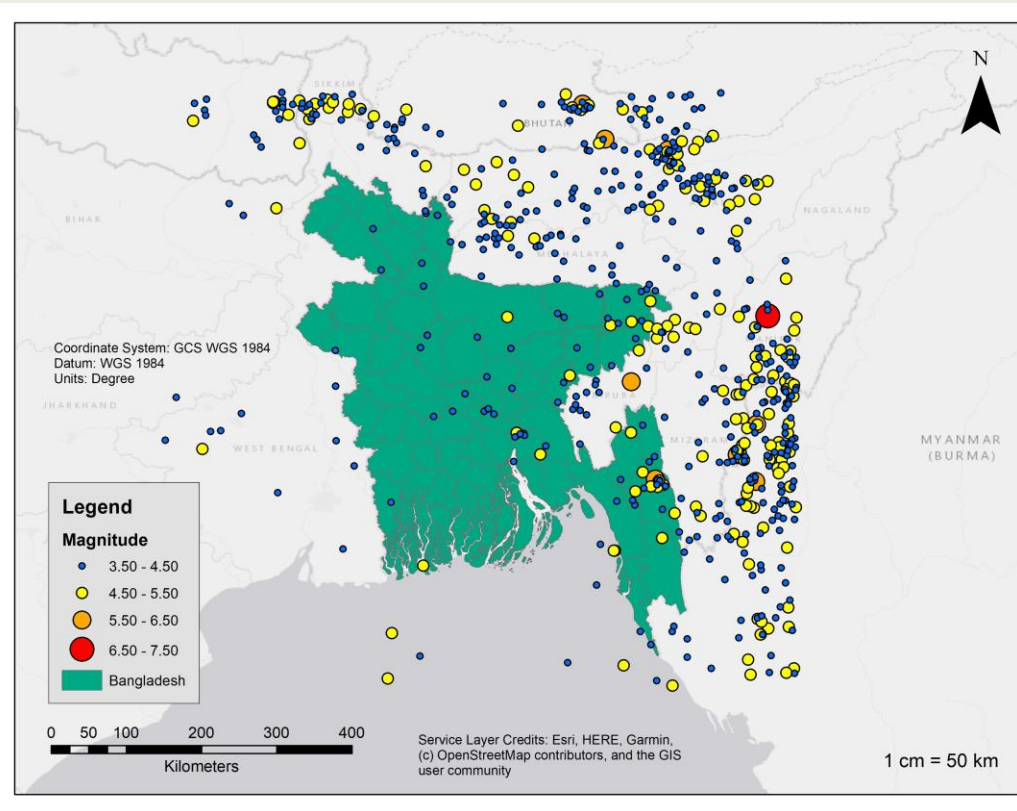 N
SIKKIM
BHUTAN
NAGALAND
BIHAR
MEGHALAYA
Coordinate System: GCS WGS 1984
Datum: WGS 1984
Units: Degree
JHARKHAND
WEST BENGAL
MIZORAM
MYANMAR
(BURMA)
Legend
Magnitude
3.50 - 4.50
4.50 - 5.50
5.50 - 6.50
6.50 - 7.50
Bangladesh
0 50 100 200 300 400
Kilometers
Service Layer Credits: Esri, HERE, Garmin,
(c) OpenStreetMap contributors, and the GIS
user community
1 cm = 50 km